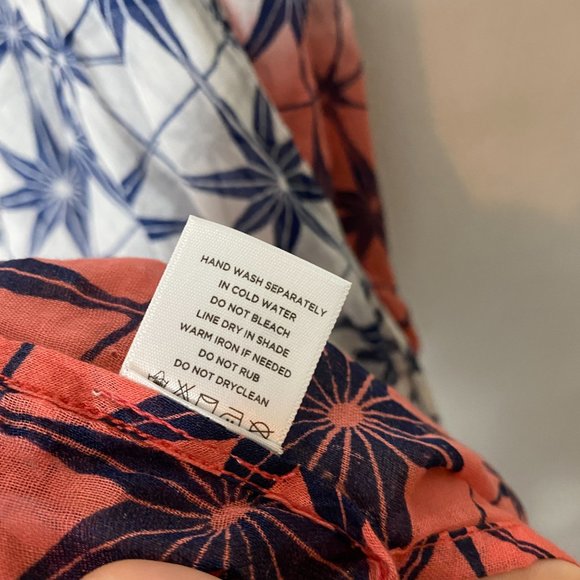 HAND WASH SEPARATELY
IN COLD WATER
DO NOT BLEACH
LINE DRY IN SHADE
WARM IRON IF NEEDED
DO NOT RUB
DO NOT DRYCLEAN